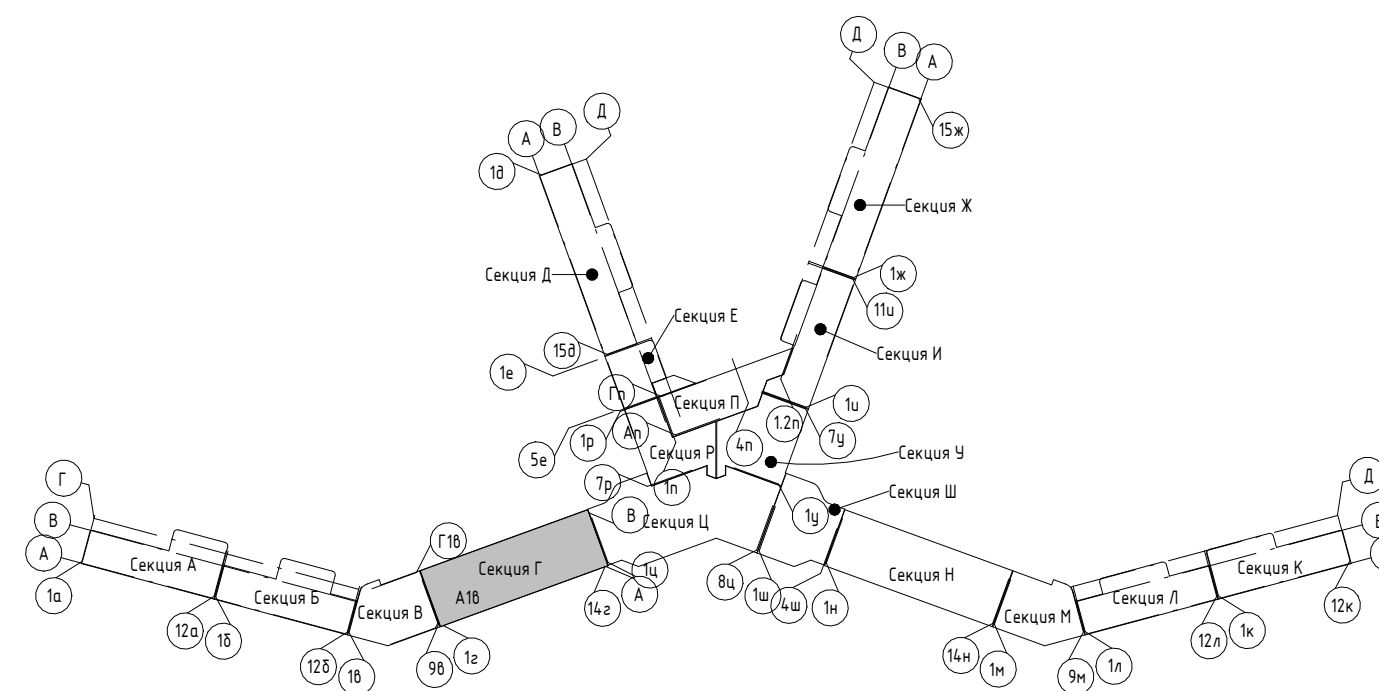 Д
В
А
15ж
Секция Ж
1ж
11и
Секция И
1и
7у
1.2п
4п
Д
В
А
1д
Секция Д
Секция Е
15д
1е
Гп
Секция П
Ап
1р
5е
Секция Р
7р
1п
Секция У
Секция Ш
1у
В
Секция Ц
Г
В
А
1а
Секция А
12а
1б
Секция Б
12б
1в
Секция В
Г1в
Секция Г
А1в
9в
1г
14г
1ц
А
8ц
1ш
4ш
1н
Секция Н
14н
1м
Секция М
9м
1л
Секция Л
12л
1к
Секция К
12к
Д